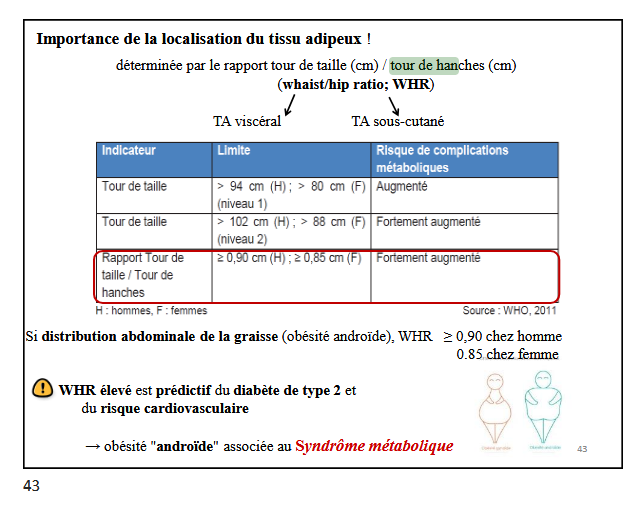 Importance de la localisation du tissu adipeux !
déterminée par le rapport tour de taille (cm) / tour de hanches (cm)
(whaist/hip ratio; WHR)
TA viscéral TA sous-cutané
Indicateur Limite Risque de complications
métaboliques
Tour de taille > 94 cm (H) ; > 80 cm (F) Augmenté
(niveau 1)
Tour de taille > 102 cm (H) ; > 88 cm (F) Fortement augmenté
(niveau 2)
Rapport Tour de ≥ 0,90 cm (H) ; ≥ 0,85 cm (F) Fortement augmenté
taille / Tour de
hanches
H : hommes, F : femmes Source : WHO, 2011
Si distribution abdominale de la graisse (obésité androïde), WHR ≥ 0,90 chez homme
0.85 chez femme
WHR élevé est prédictif du diabète de type 2 et
du risque cardiovasculaire
→ obésité "androïde" associée au Syndrôme métabolique
43
43